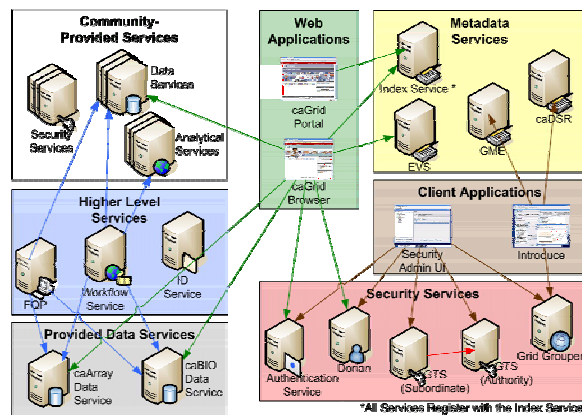 Community-
Provided Services
Data
Services
Security
Services
Analytical
Services
Web
Applications
caGrid
Portal
caGrid
Browser
Metadata
Services
Index Service *
caDSR
GME
EVS
Higher Level
Services
FQP
Workflow
Service
ID
Service
Client Applications
Security
Admin UI
Introduce
Provided Data Services
caArray
Data
Service
caBIO
Data
Service
Security Services
Authentication
Service
Dorian
GTS
(Subordinate)
GTS
(Authority)
Grid Grouper
*All Services Register with the Index Service